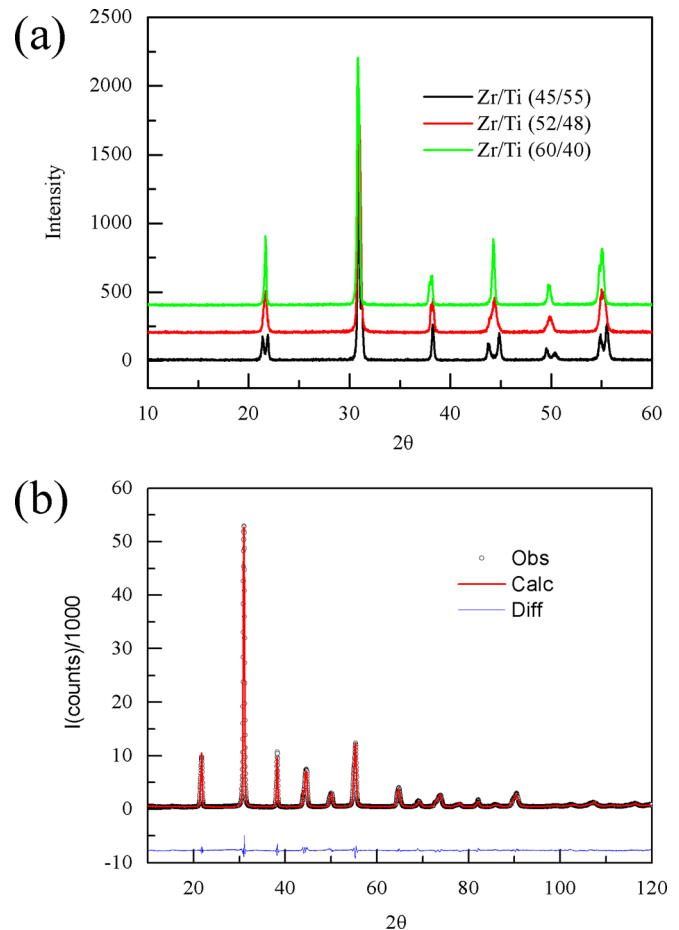 (a)
2500
2000
1500
1000
500
0
Intensity
Zr/Ti (45/55)
Zr/Ti (52/48)
Zr/Ti (60/40)
10 20 30 40 50 60
2θ
(b)
60
50
40
30
20
10
0
-10
I(counts)/1000
Obs
Calc
Diff
20 40 60 80 100 120
2θ